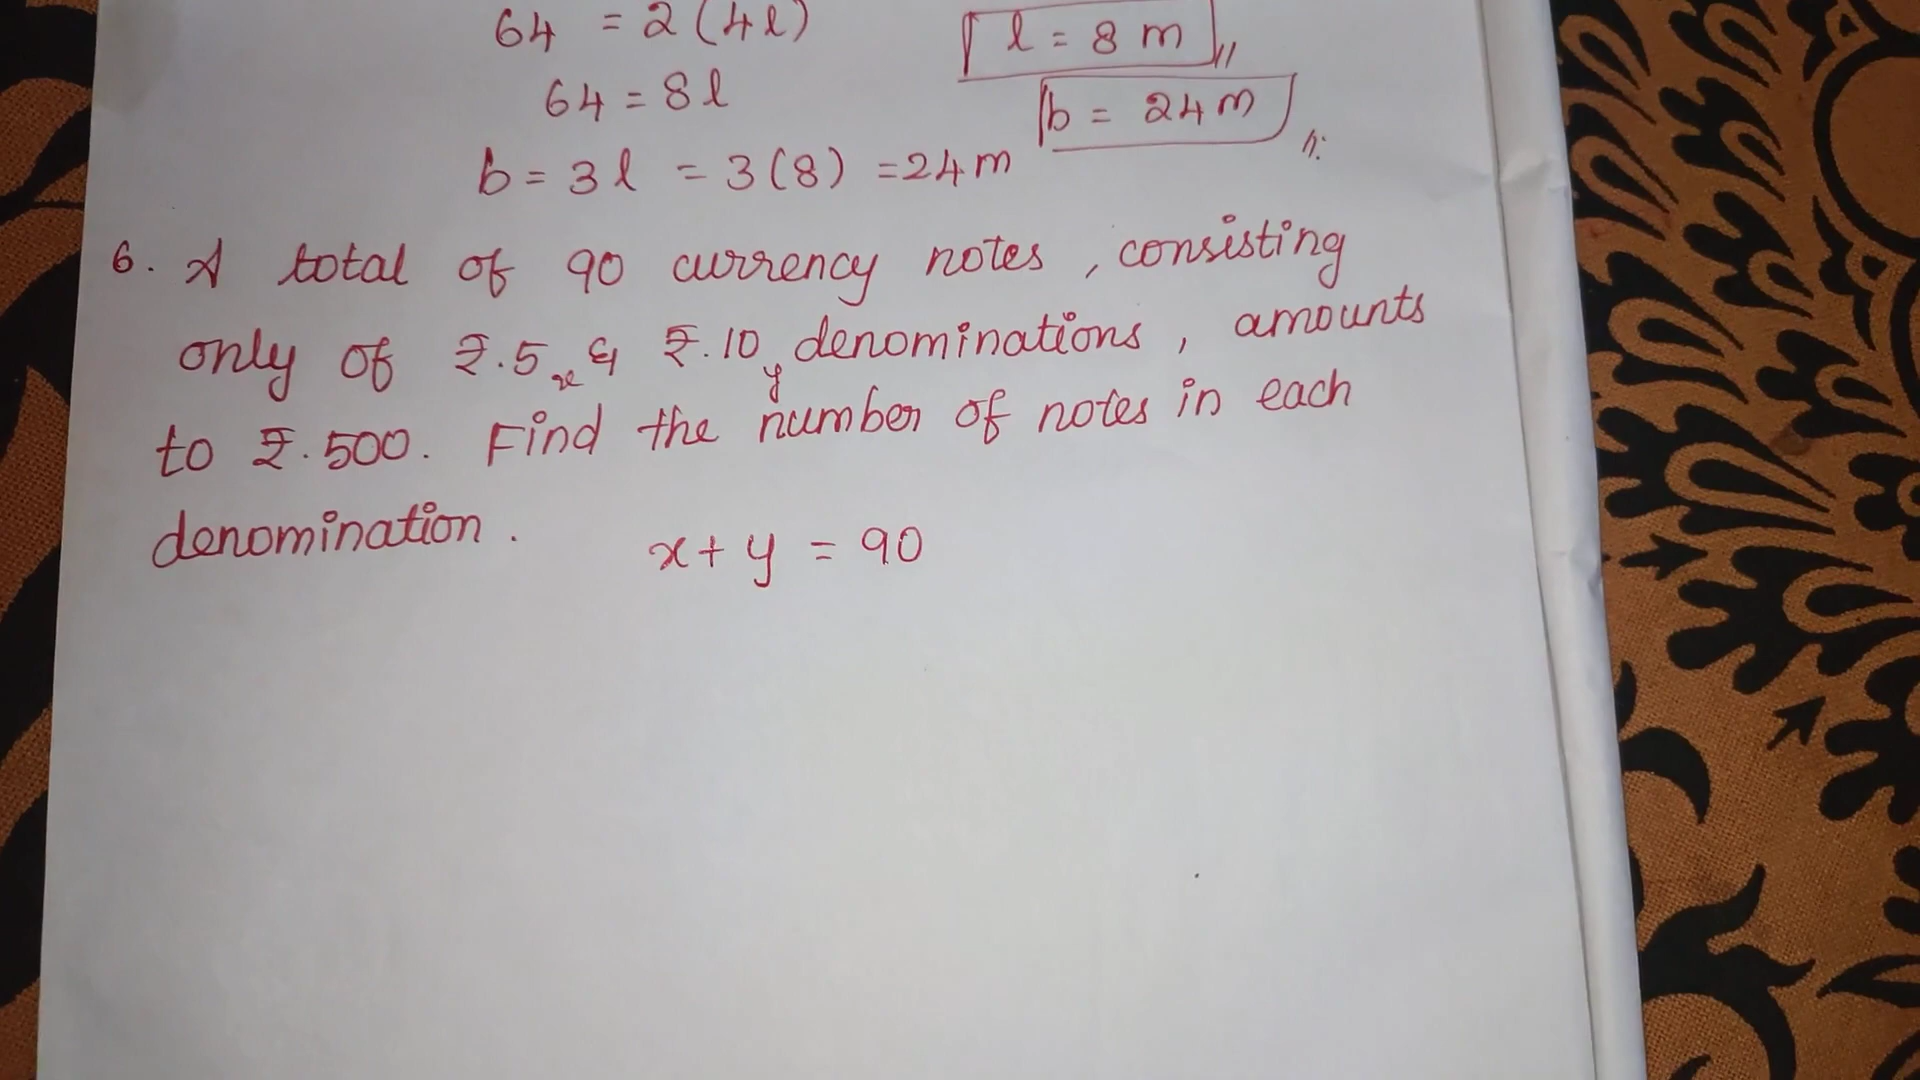 64 = 2(4l)
l = 8 m
64 = 8l
b = 24m
b = 3l = 3(8) = 24m
6. A total of 90 currency notes, consisting
only of ₹.5 x & ₹.10 y denominations, amounts
to ₹.500. Find the number of notes in each
denomination.
x + y = 90